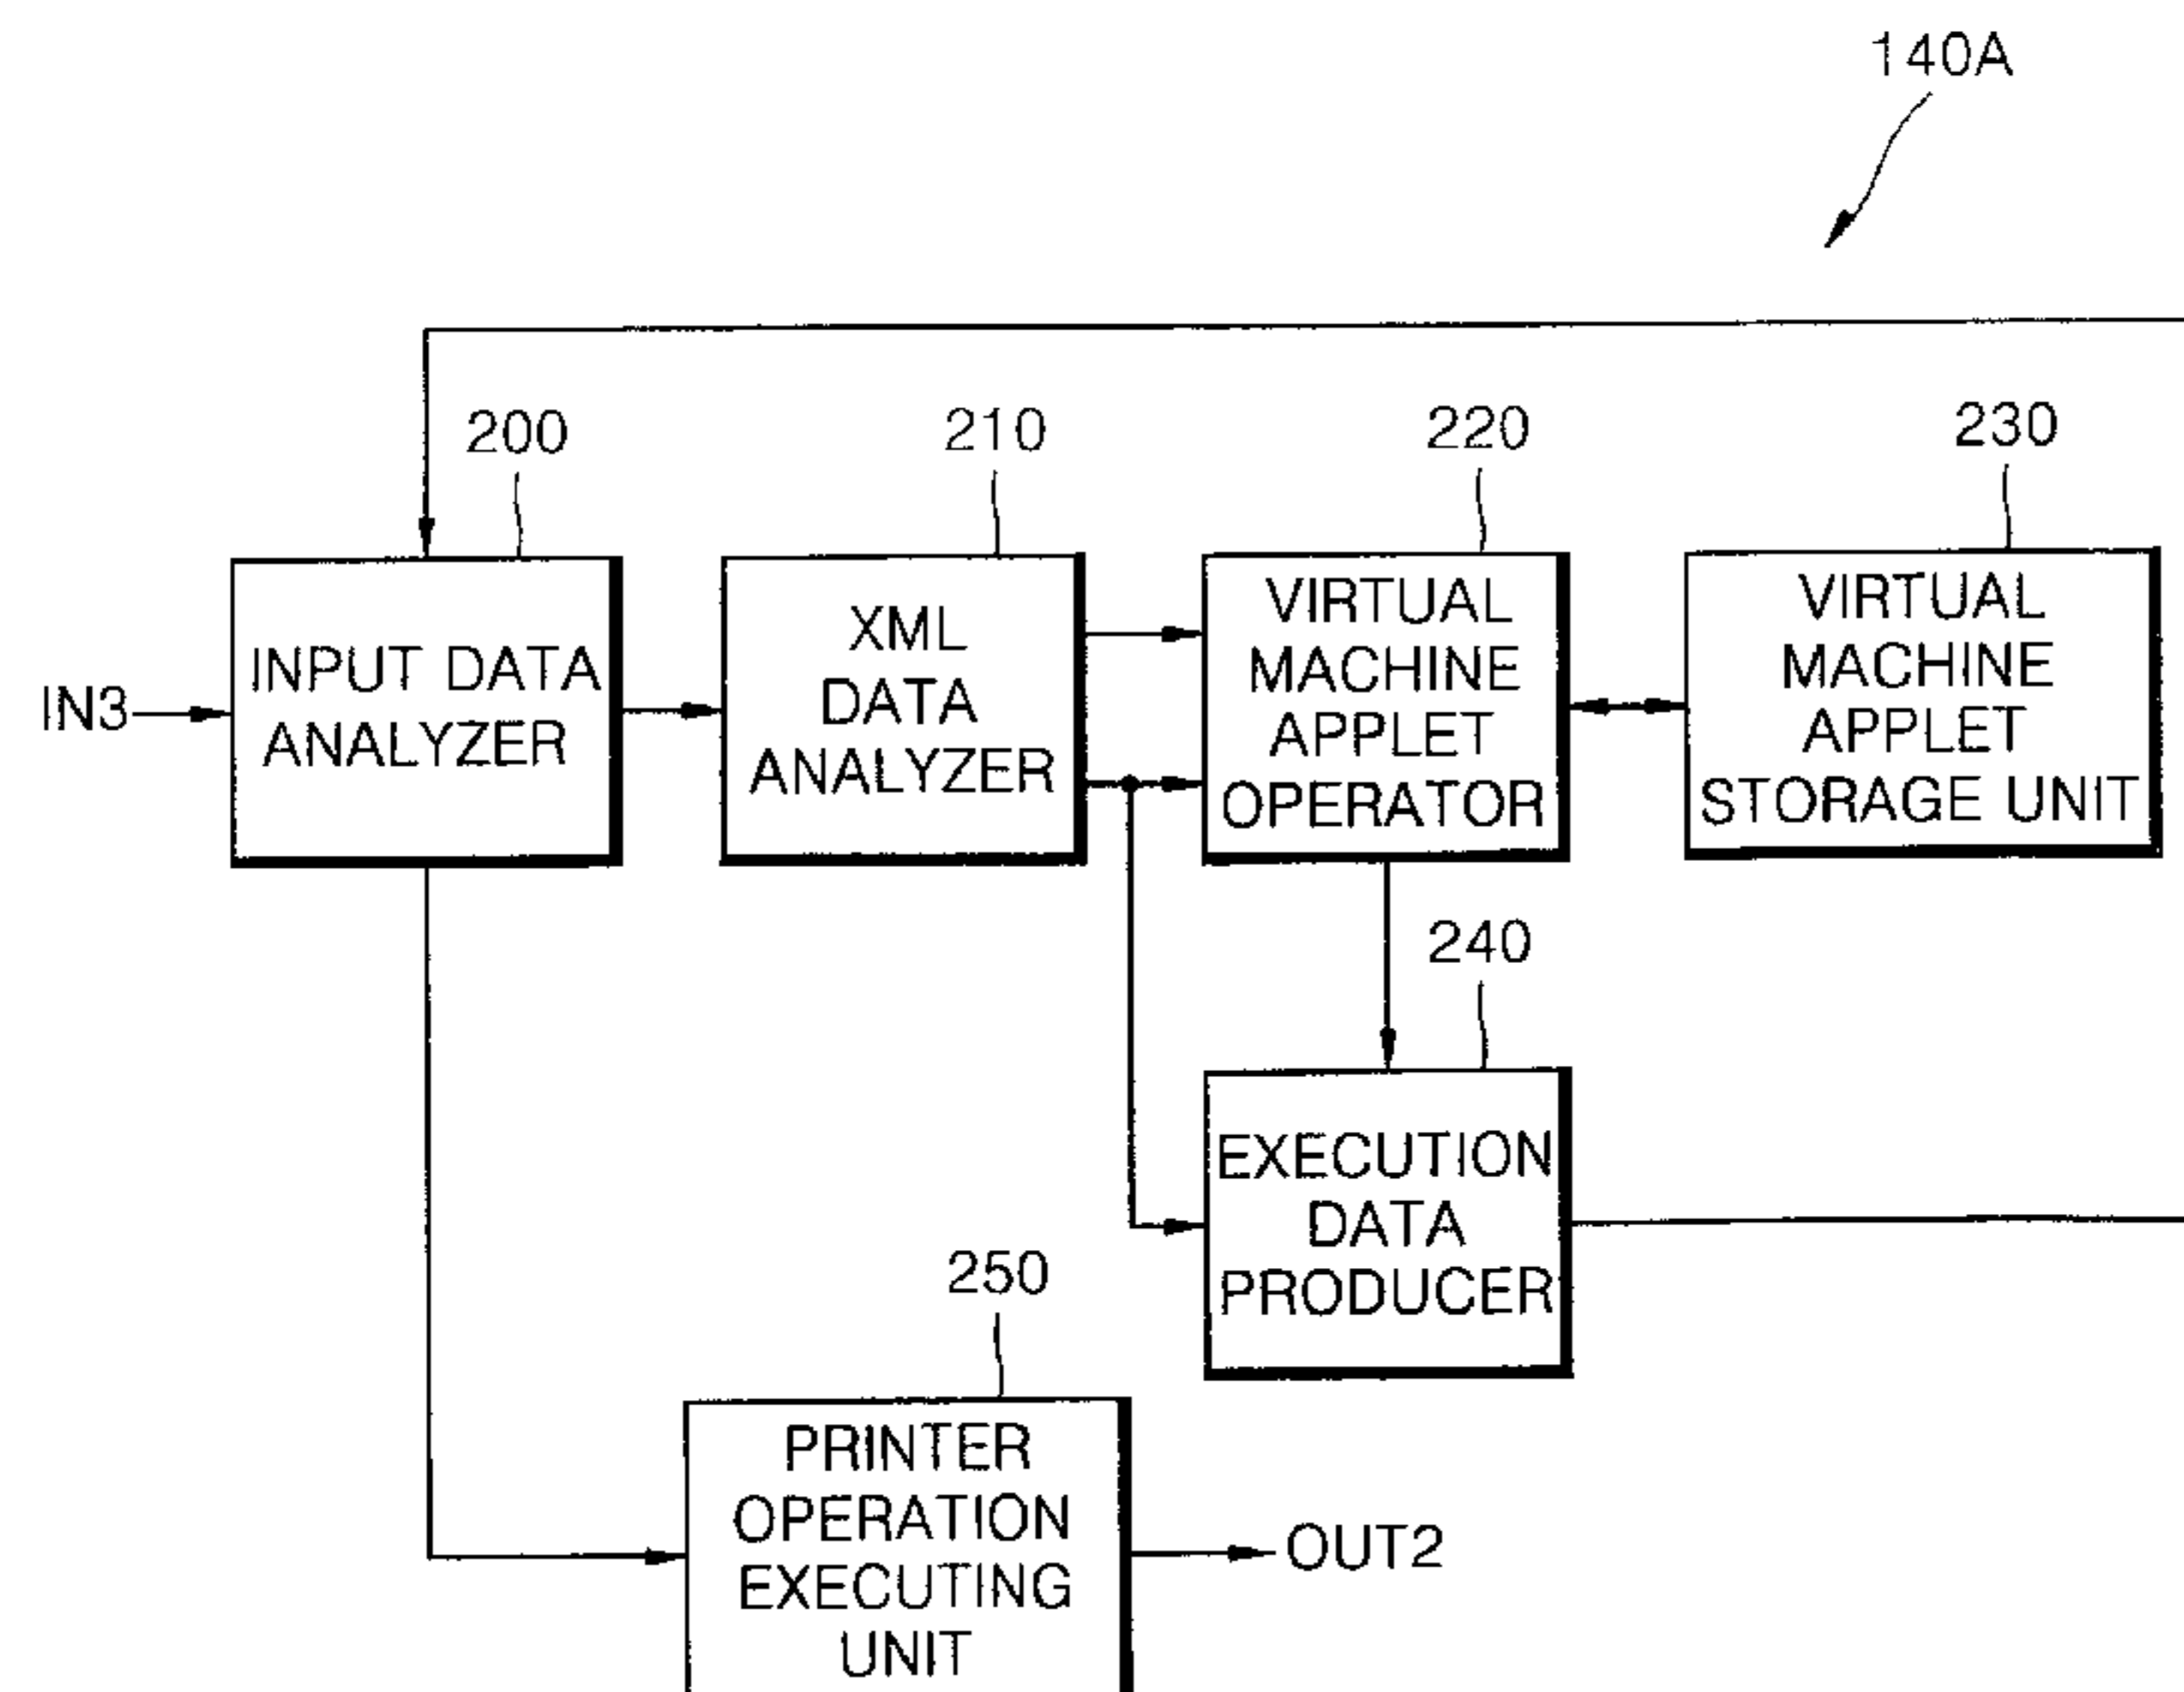 140A
200
210
220
230
IN3
INPUT DATA
ANALYZER
XML
DATA
ANALYZER
VIRTUAL
MACHINE
APPLET
OPERATOR
VIRTUAL
MACHINE
APPLET
STORAGE UNIT
240
EXECUTION
DATA
PRODUCER
250
PRINTER
OPERATION
EXECUTING
UNIT
OUT2